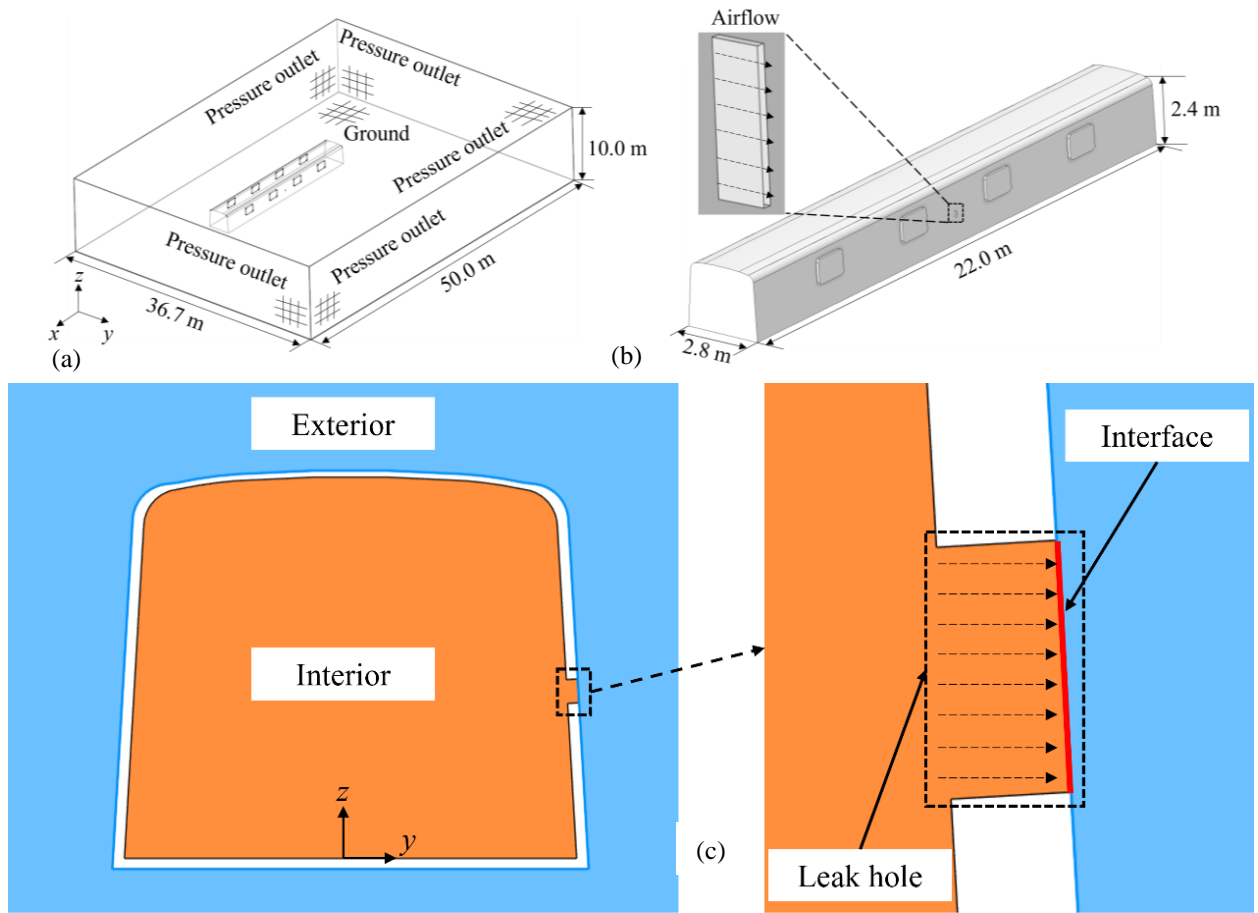 Pressure outlet
Pressure outlet
Ground
Pressure outlet
10.0 m
Pressure outlet
Pressure outlet
36.7 m
50.0 m
z
x
y
(a)
Airflow
2.4 m
22.0 m
2.8 m
(b)
Exterior
Interior
z
y
Interface
Leak hole
(c)